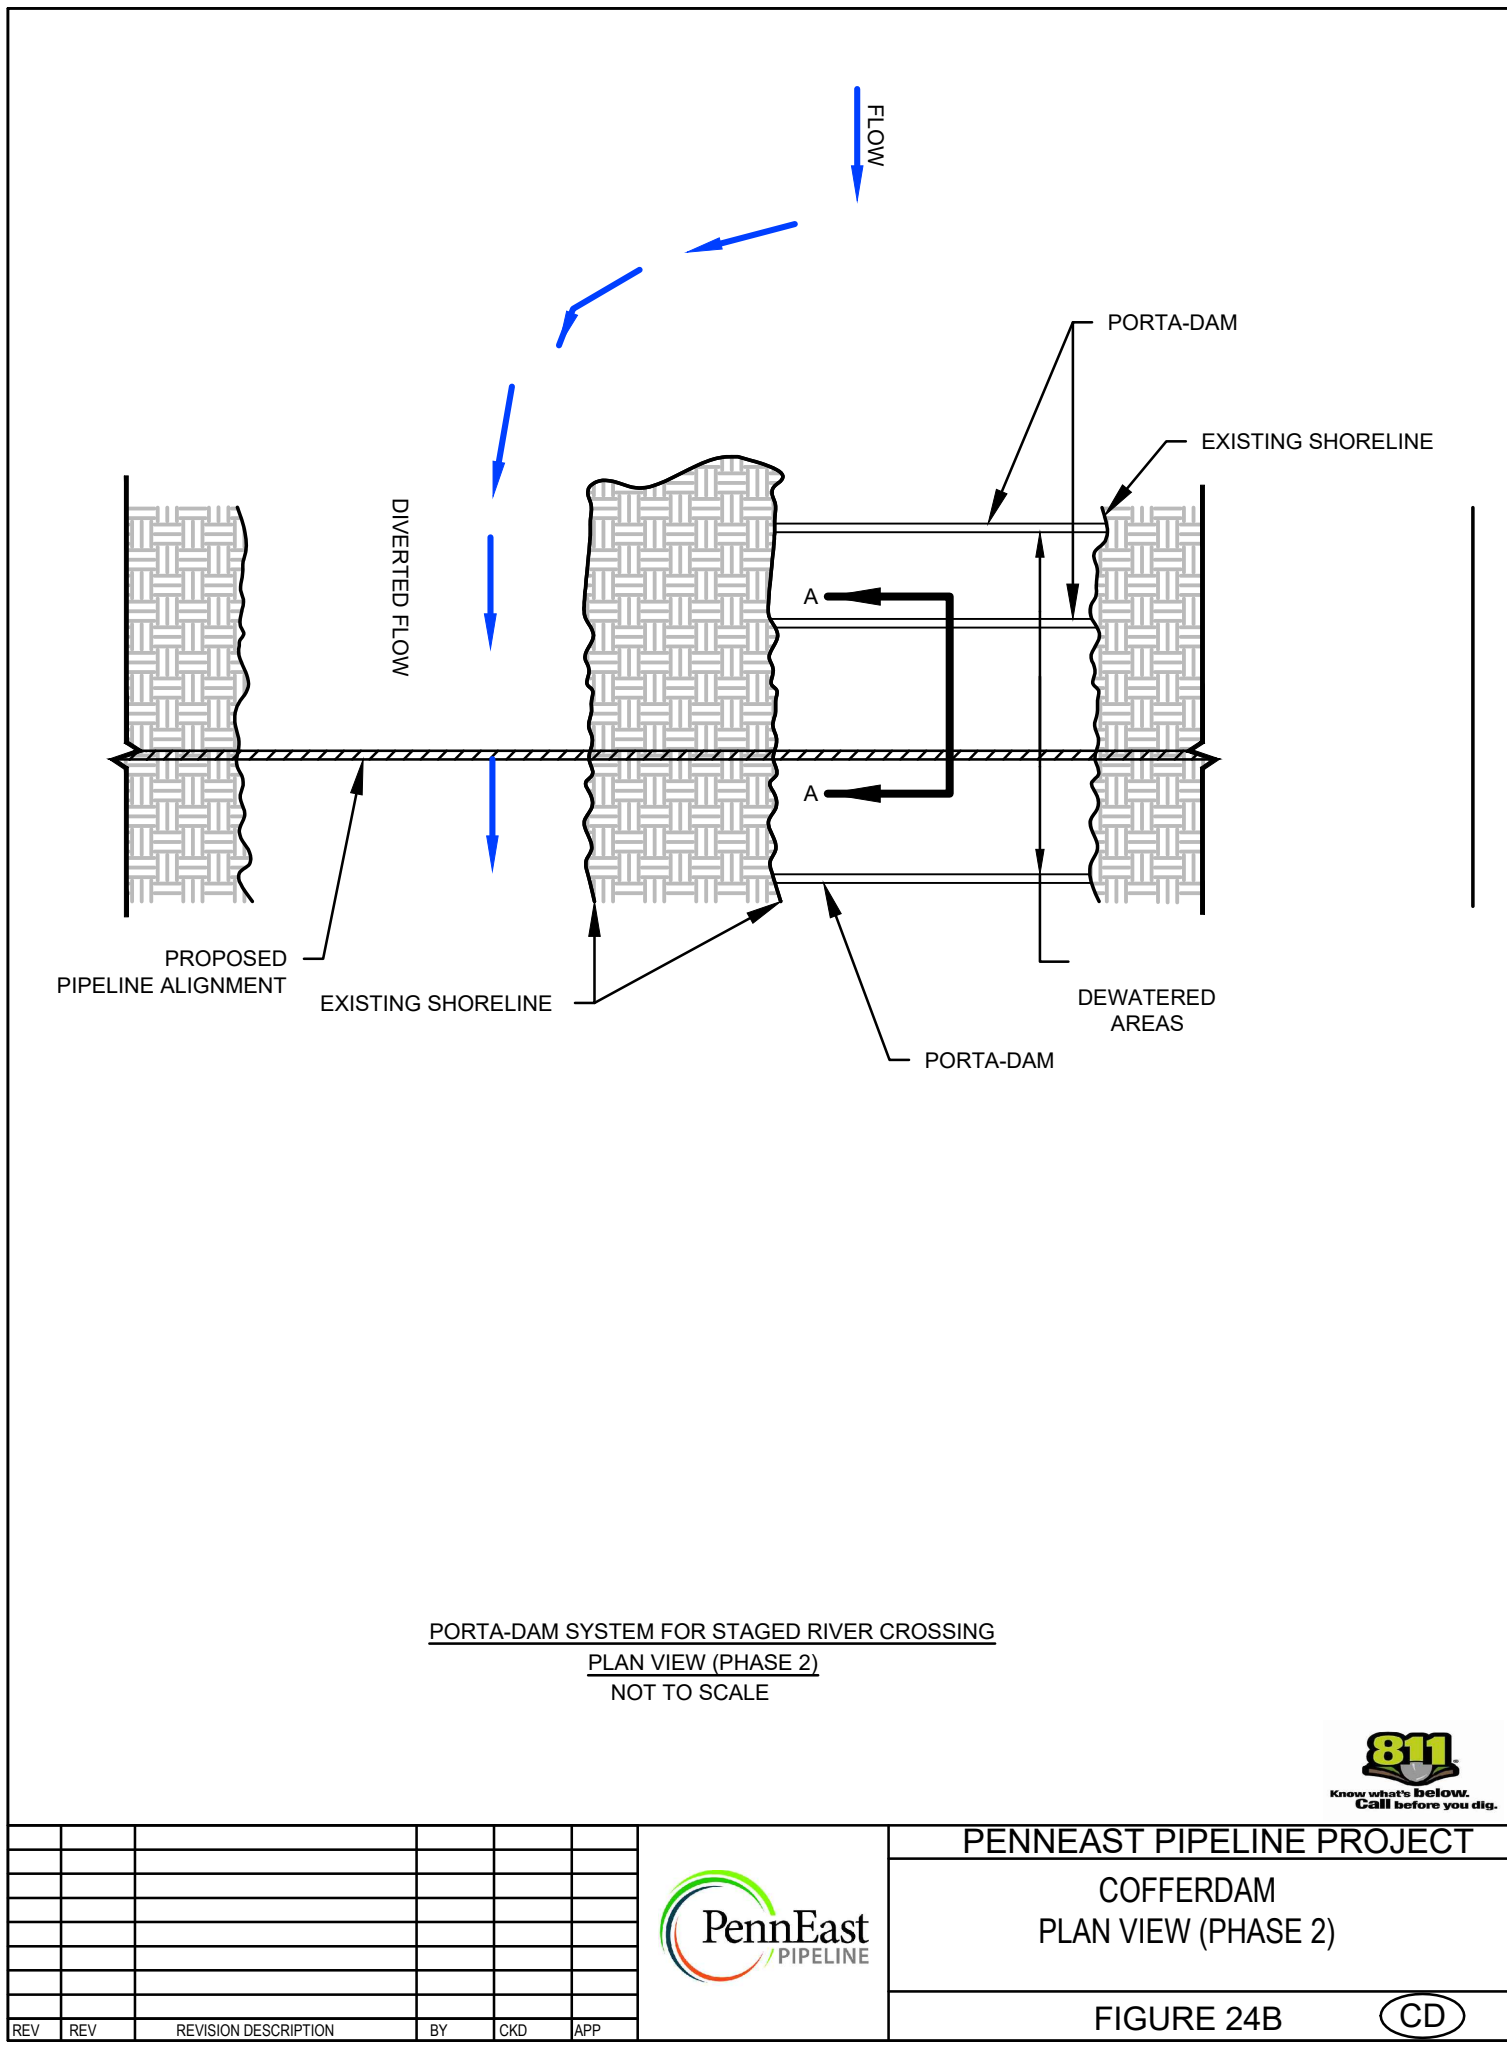 FLOW
PORTA-DAM
EXISTING SHORELINE
DIVERTED FLOW
A
A
PROPOSED
PIPELINE ALIGNMENT
EXISTING SHORELINE
DEWATERED
AREAS
PORTA-DAM
PORTA-DAM SYSTEM FOR STAGED RIVER CROSSING
PLAN VIEW (PHASE 2)
NOT TO SCALE
811
Know what's below.
Call before you dig.
PENNEAST PIPELINE PROJECT
COFFERDAM
PLAN VIEW (PHASE 2)
PennEast
PIPELINE
FIGURE 24B
CD
REV REV REVISION DESCRIPTION BY CKD APP